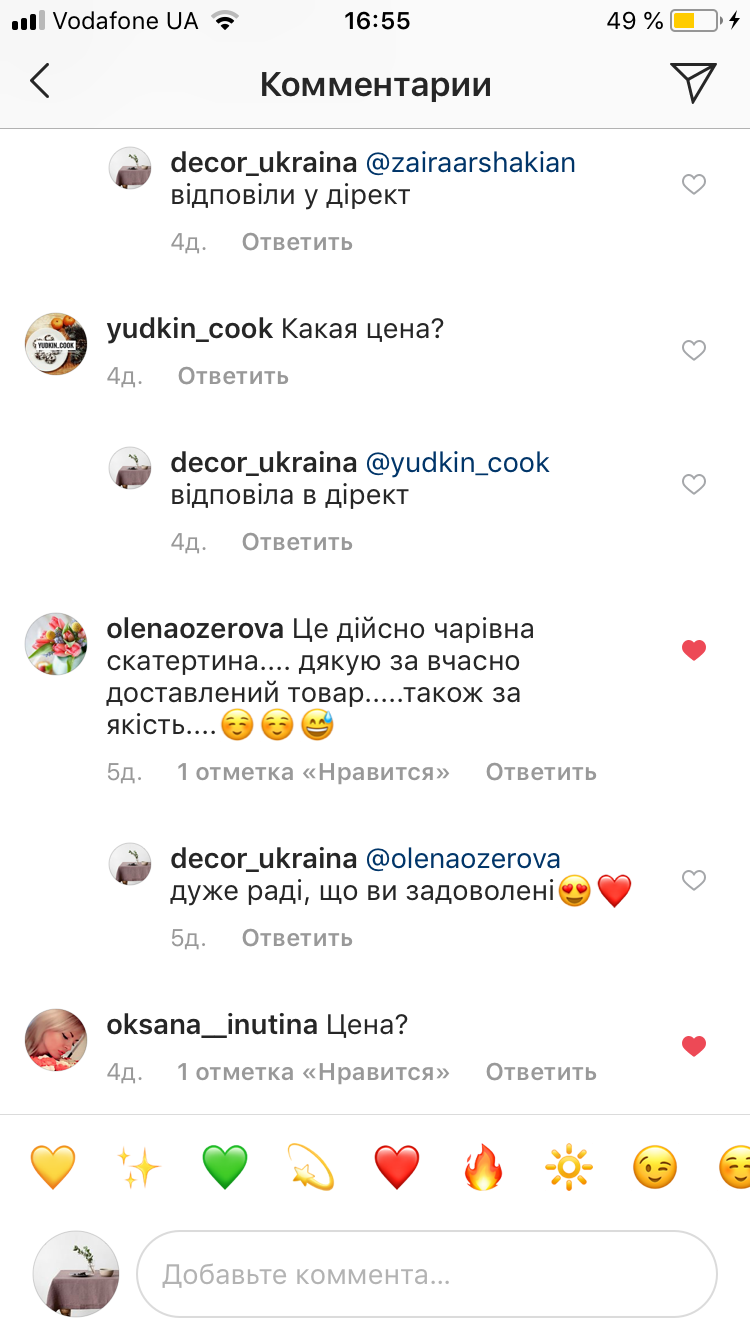 Vodafone UA 16:55 49 %
Комментарии
decor_ukraina @zairaarshakian
відповіли у дірект
4д. Ответить
yudkin_cook Какая цена?
YUDKIN_COOK
4д. Ответить
decor_ukraina @yudkin_cook
відповіла в дірект
4д. Ответить
olenaozerova Це дійсно чарівна
скатертина.... дякую за вчасно
доставлений товар.....також за
якість....☺️☺️😅
5д. 1 отметка «Нравится» Ответить
decor_ukraina @olenaozerova
дуже раді, що ви задоволені😍❤️
5д. Ответить
oksana__inutina Цена?
4д. 1 отметка «Нравится» Ответить
Добавьте коммента...